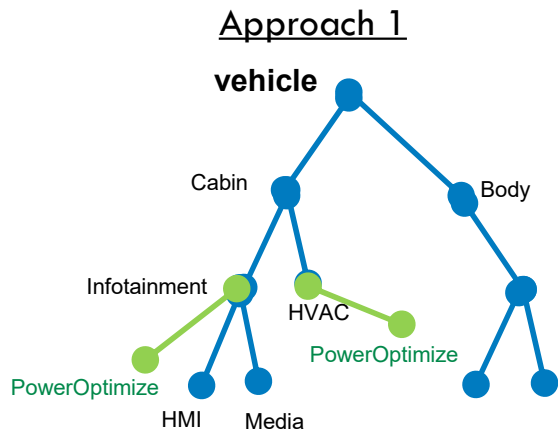 Approach 1
vehicle
Cabin
Body
Infotainment
HVAC
PowerOptimize
PowerOptimize
HMI
Media